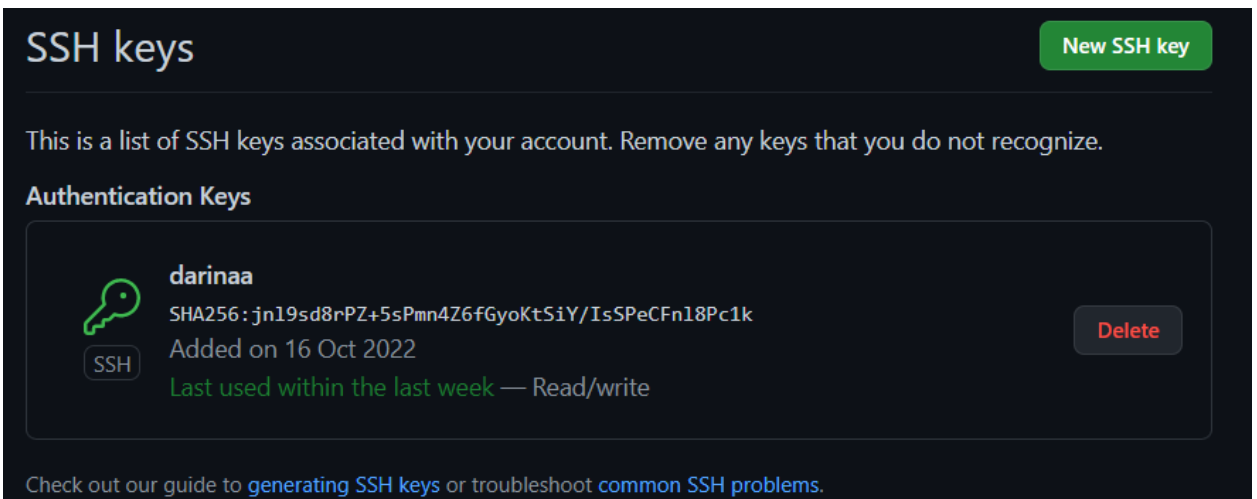 SSH keys
New SSH key
This is a list of SSH keys associated with your account. Remove any keys that you do not recognize.
Authentication Keys
darinaa
SHA256:jnl9sd8rPZ+5sPmn4Z6fGyoKtSiY/IsSPeCFnl8Pc1k
Added on 16 Oct 2022
SSH
Last used within the last week — Read/write
Delete
Check out our guide to generating SSH keys or troubleshoot common SSH problems.